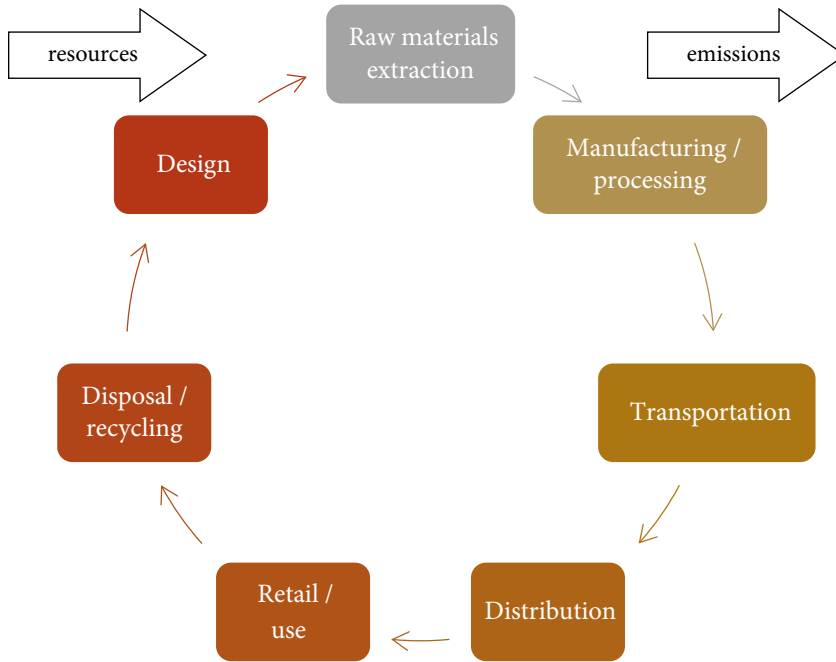 resources
Raw materials
extraction
emissions
Design
Manufacturing /
processing
Disposal /
recycling
Transportation
Retail /
use
Distribution